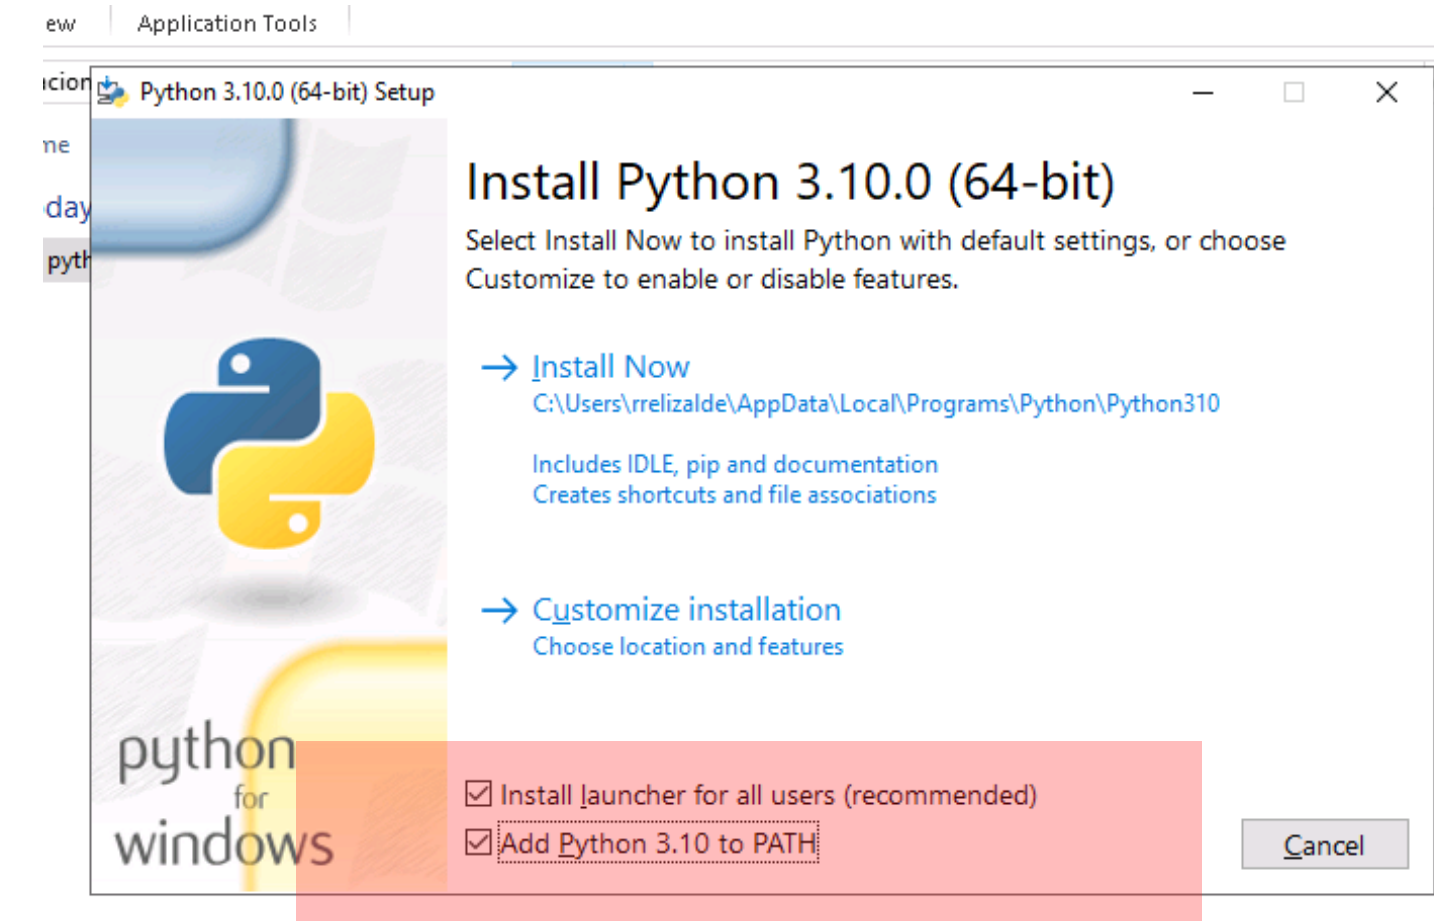 ew Application Tools
Python 3.10.0 (64-bit) Setup
Install Python 3.10.0 (64-bit)
Select Install Now to install Python with default settings, or choose
Customize to enable or disable features.
Install Now
C:\Users\rrelizalde\AppData\Local\Programs\Python\Python310
Includes IDLE, pip and documentation
Creates shortcuts and file associations
Customize installation
Choose location and features
python
for
windows
Install launcher for all users (recommended)
Add Python 3.10 to PATH
Cancel